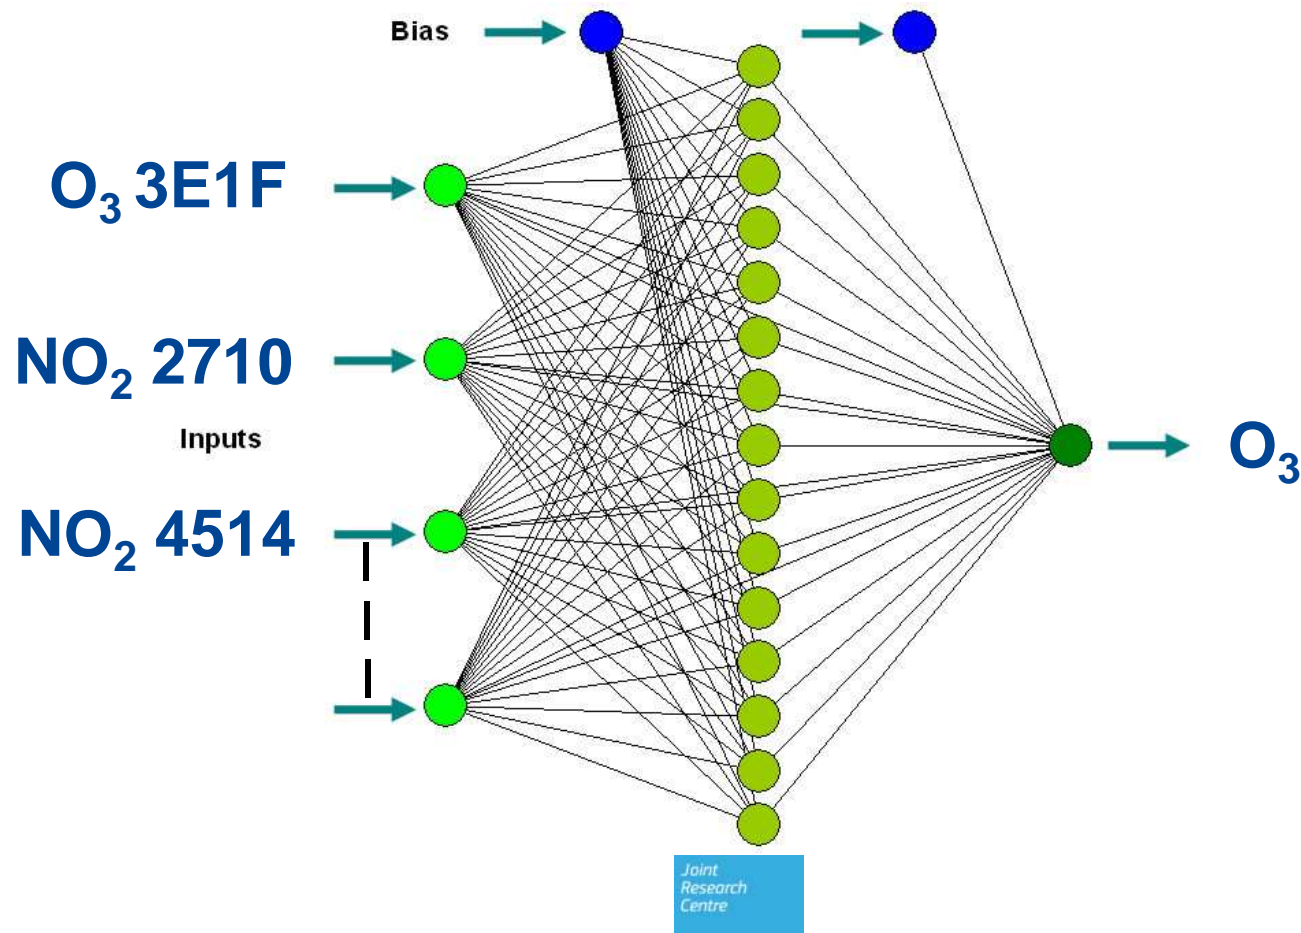 Bias
O₃ 3E1F
NO₂ 2710
Inputs
NO₂ 4514
O₃
Joint
Research
Centre